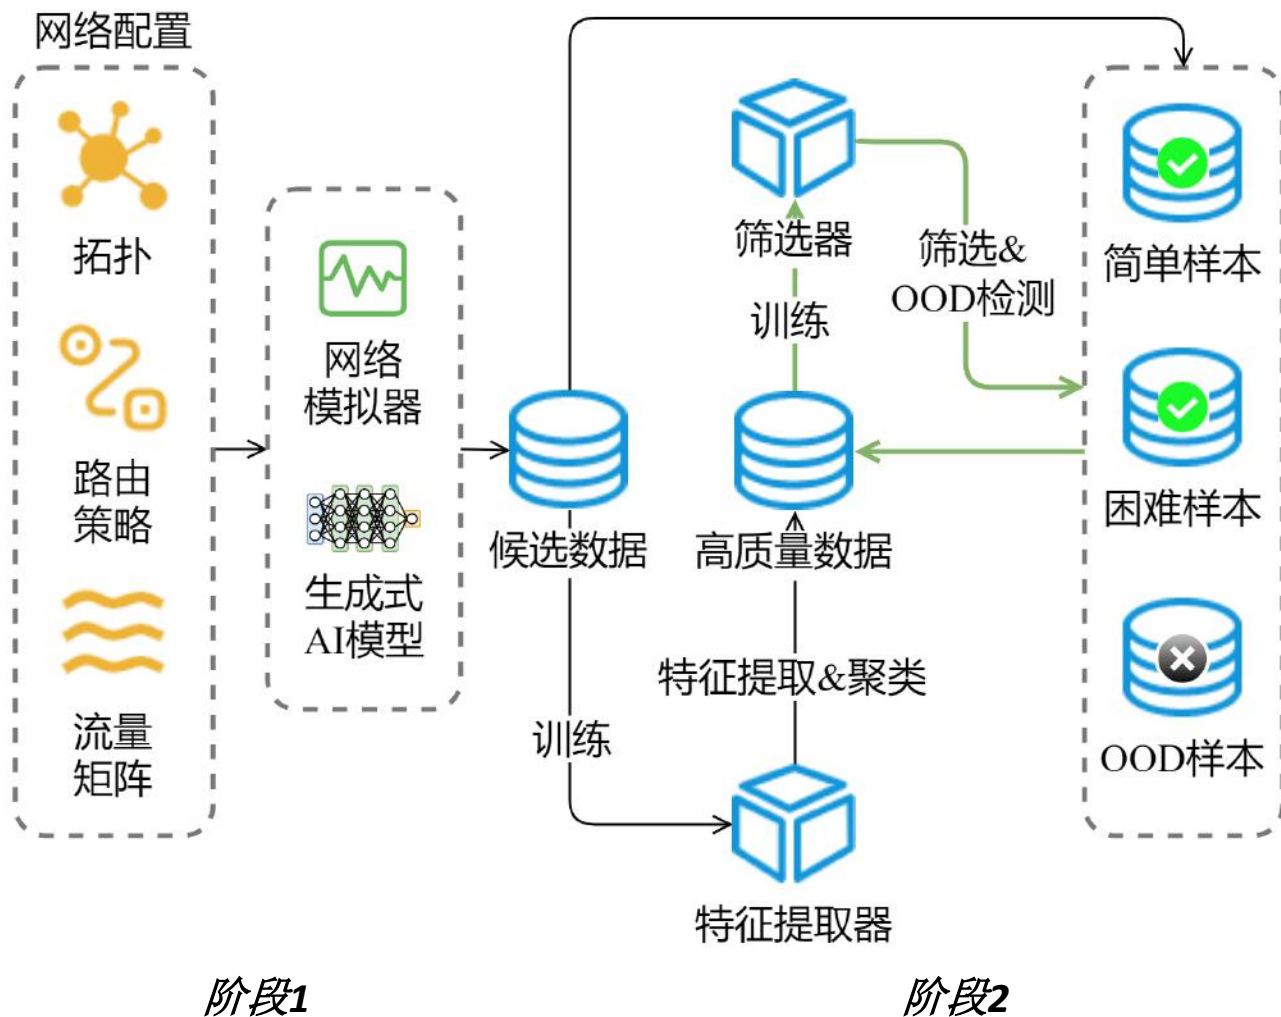 网络配置
拓扑
路由
策略
流量
矩阵
网络
模拟器
生成式
AI模型
候选数据
训练
筛选器
训练
高质量数据
特征提取&聚类
特征提取器
筛选&
OOD检测
简单样本
困难样本
OOD样本
阶段1
阶段2